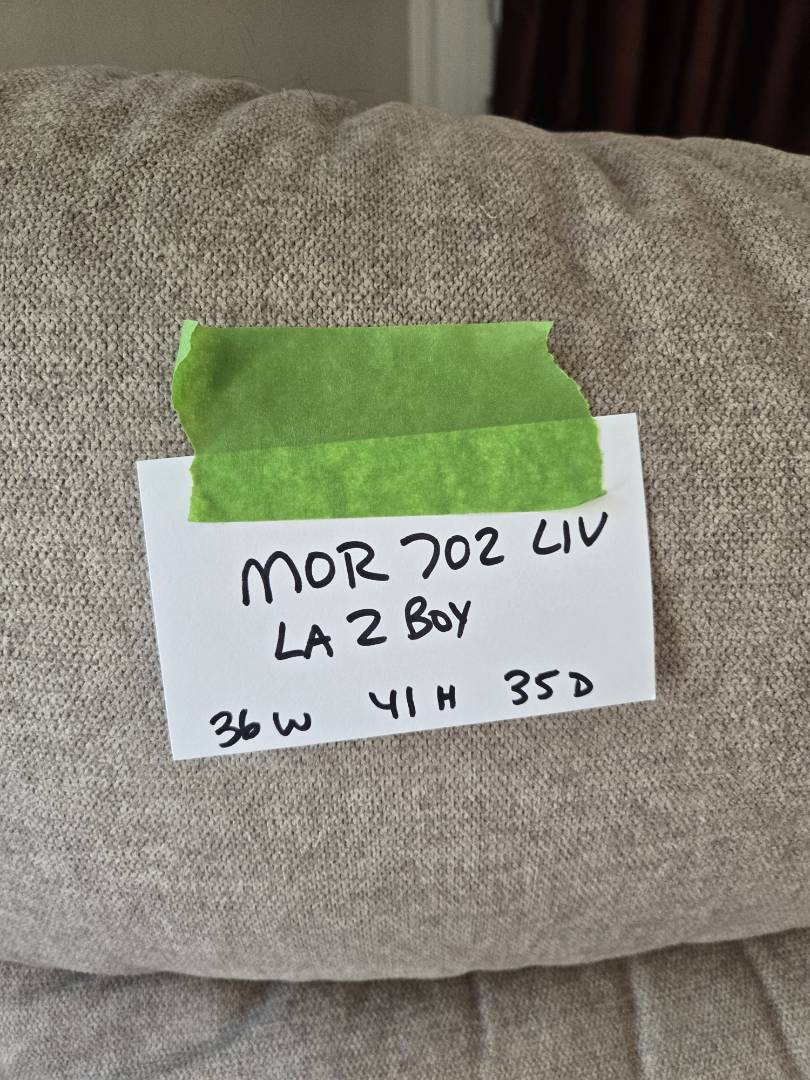 MOR 702 LIV
LA Z BOY
36 W 41 H 35 D